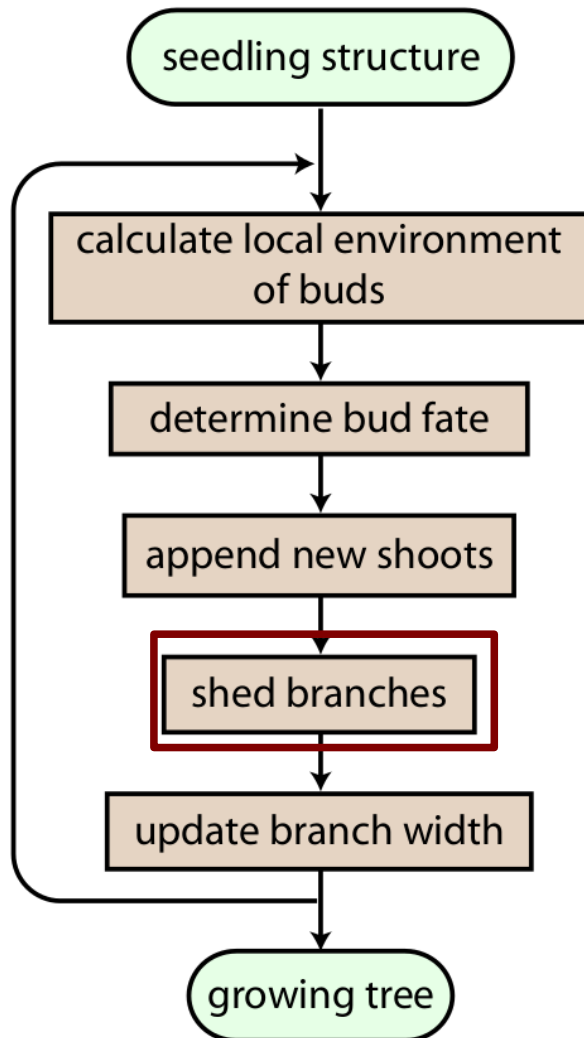 seedling structure
calculate local environment
of buds
determine bud fate
append new shoots
shed branches
update branch width
growing tree